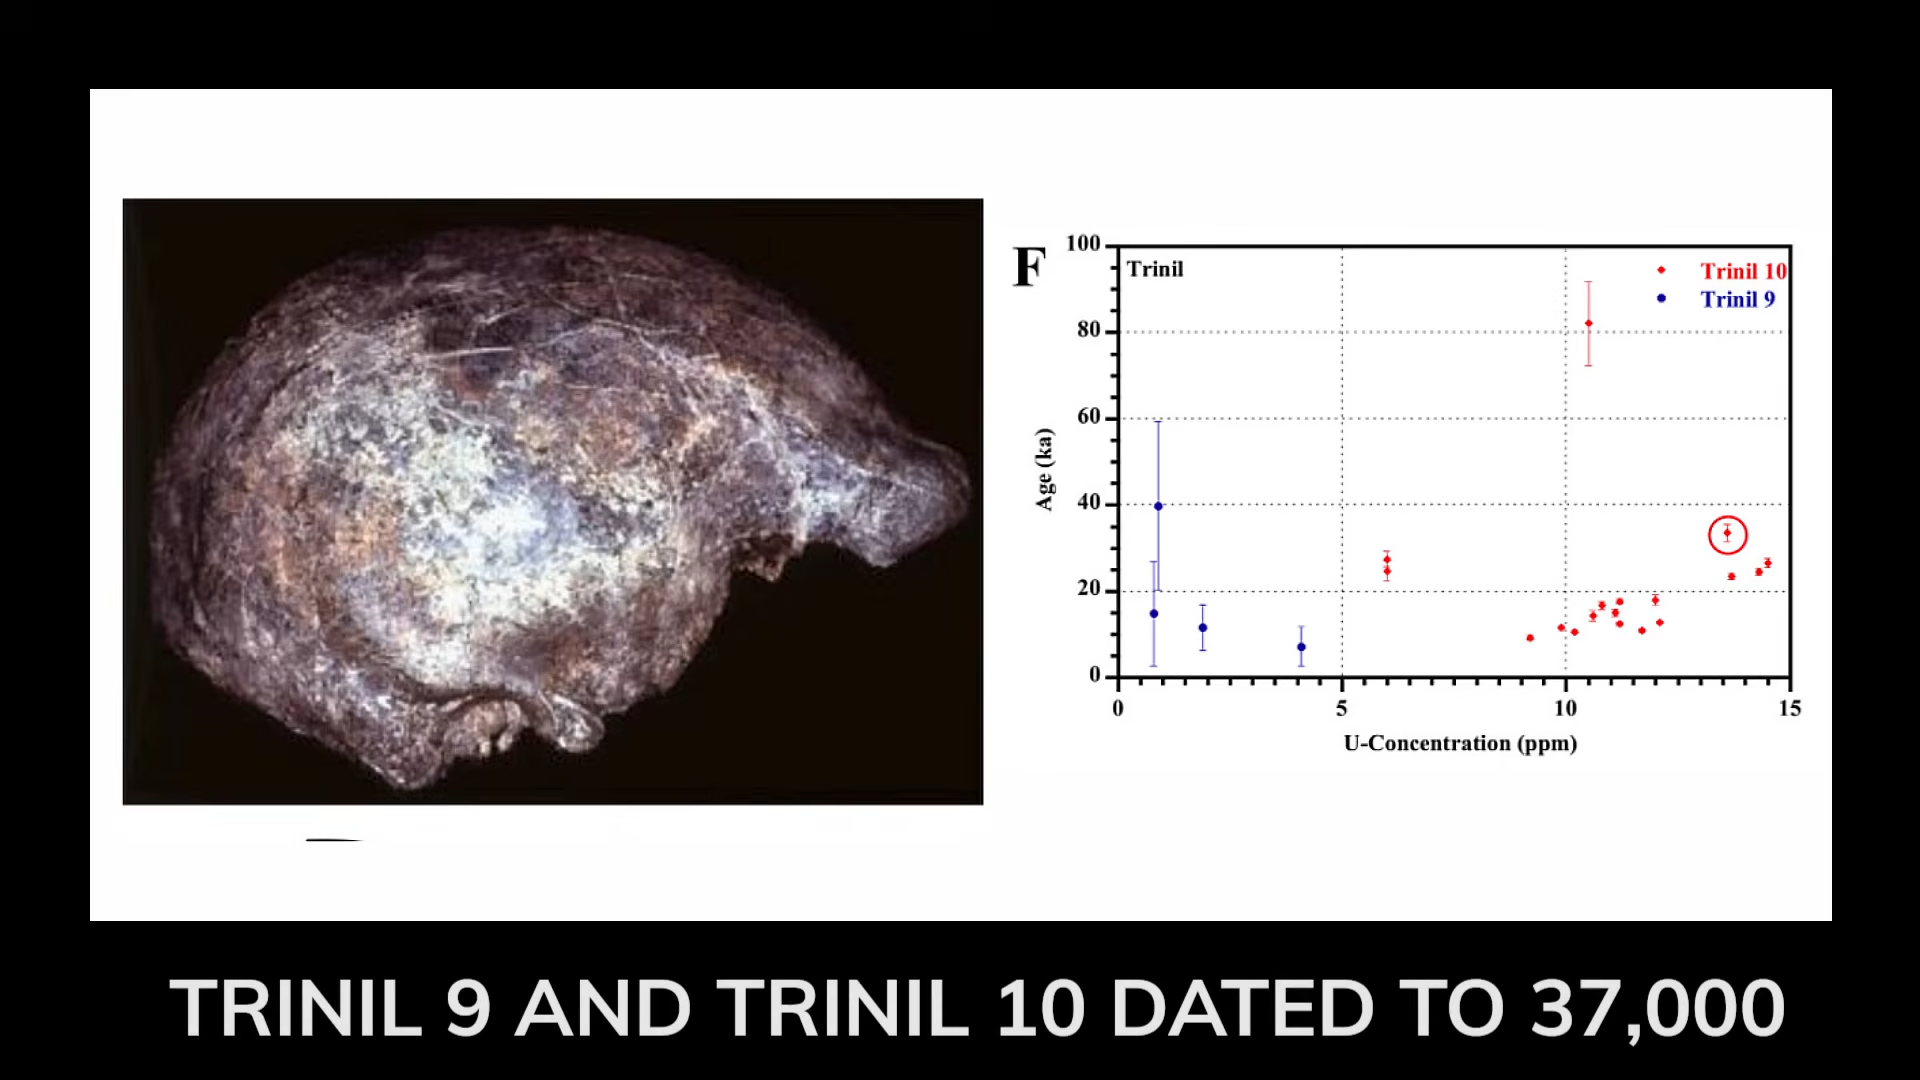 F
Trinil
Trinil 10
Trinil 9
100
80
60
40
20
0
Age (ka)
0 5 10 15
U-Concentration (ppm)
TRINIL 9 AND TRINIL 10 DATED TO 37,000